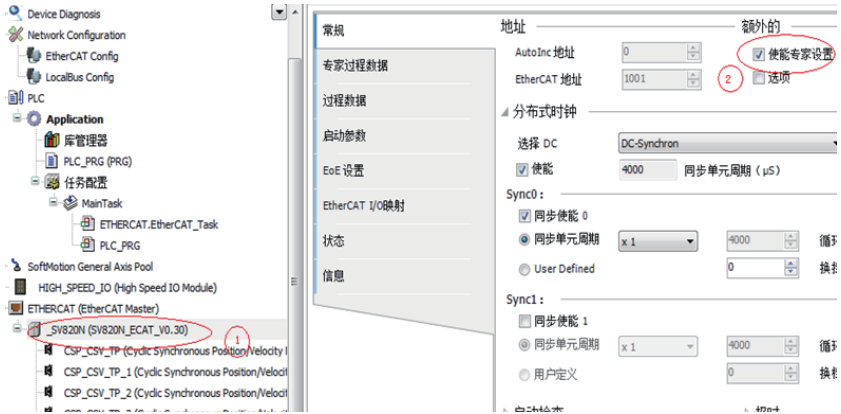 Device Diagnosis
Network Configuration
EtherCAT Config
LocalBus Config
PLC
Application
库管理器
PLC_PRG (PRG)
任务配置
MainTask
ETHERCAT.EtherCAT_Task
PLC_PRG
SoftMotion General Axis Pool
HIGH_SPEED_IO (High Speed IO Module)
ETHERCAT (EtherCAT Master)
_SV820N (SV820N_ECAT_V0.30)
1
CSP_CSV_TP (Cyclic Synchronous Position/Velocity
CSP_CSV_TP_1 (Cyclic Synchronous Position/Velocit
CSP_CSV_TP_2 (Cyclic Synchronous Position/Velocit
常规
专家过程数据
过程数据
启动参数
EoE 设置
EtherCAT I/O映射
状态
信息
地址
额外的
AutoInc 地址
0
使能专家设置
EtherCAT 地址
1001
2
选项
分布式时钟
选择 DC
DC-Synchron
使能
4000
同步单元周期 ( µS)
Sync0 :
同步使能 0
同步单元周期
x 1
4000
User Defined
0
Sync1 :
同步使能 1
同步单元周期
x 1
4000
用户定义
0